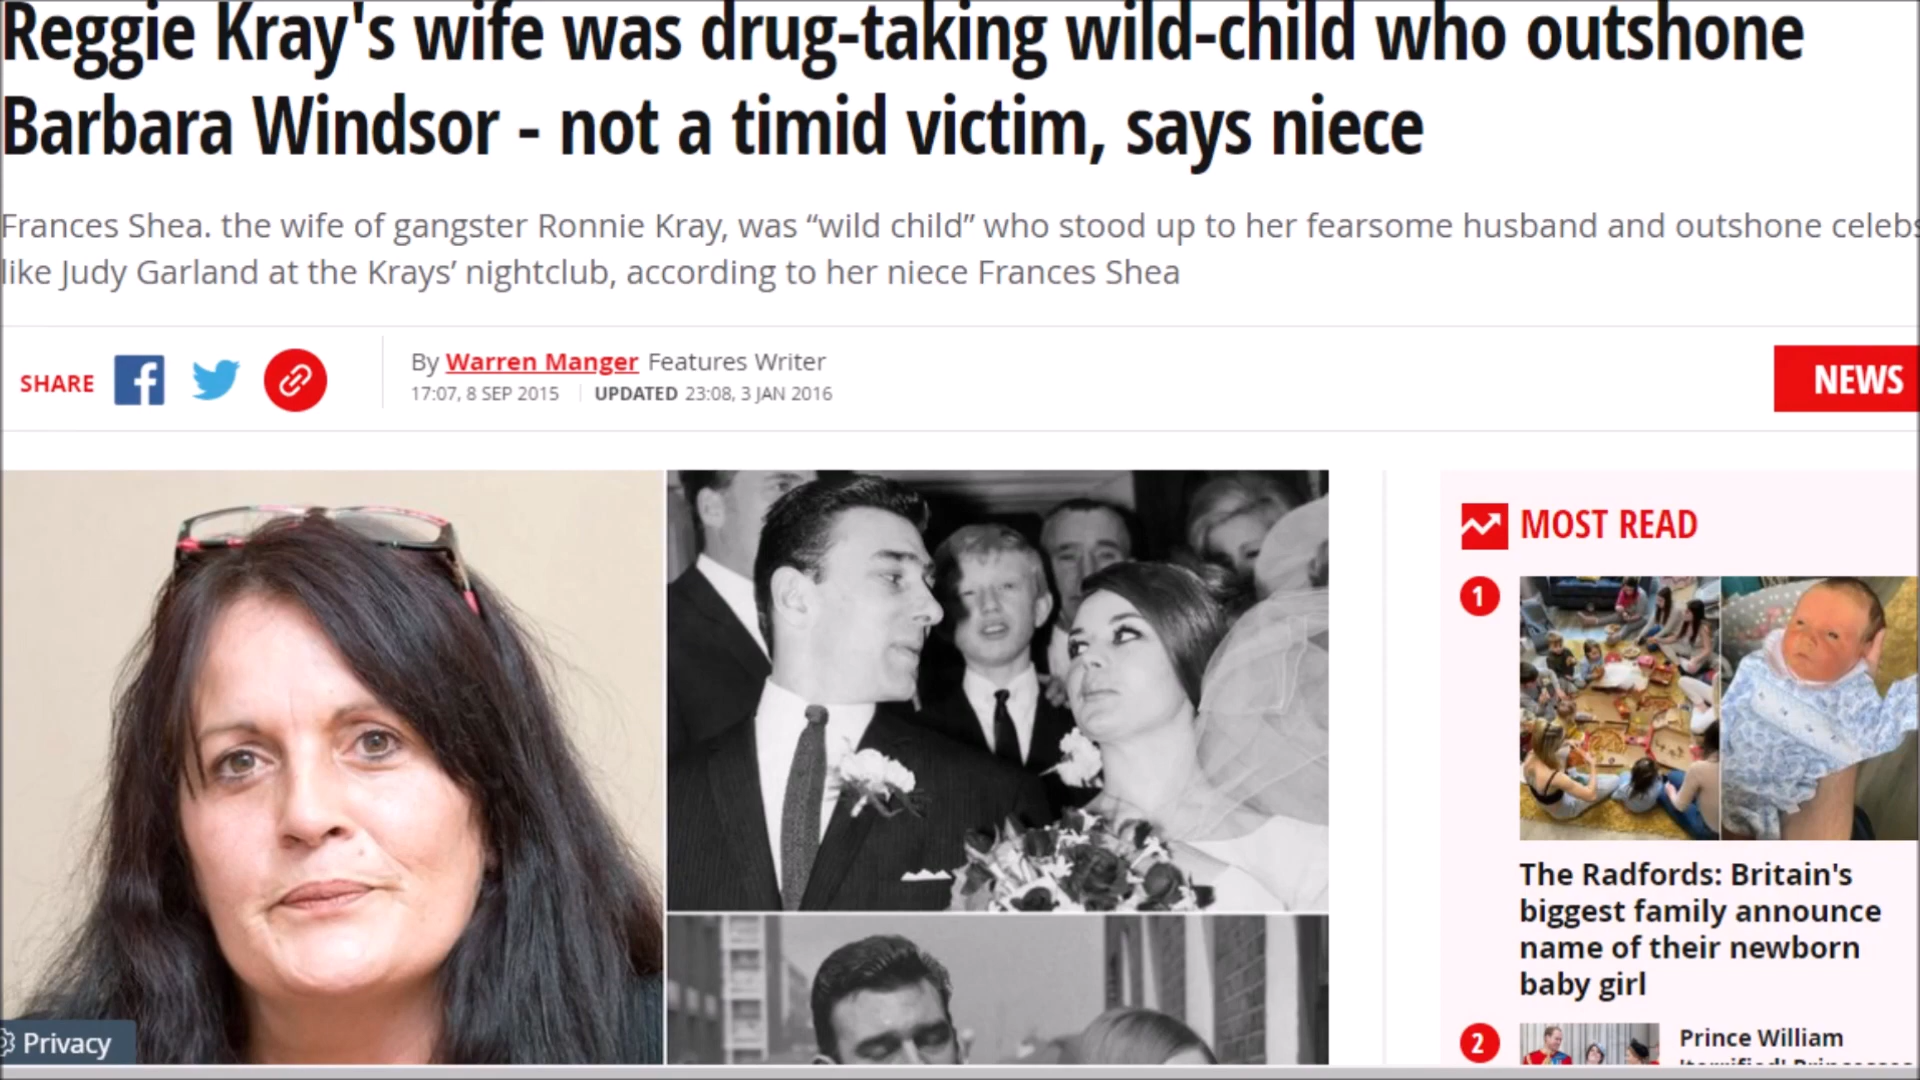 Reggie Kray's wife was drug-taking wild-child who outshone
Barbara Windsor - not a timid victim, says niece
Frances Shea. the wife of gangster Ronnie Kray, was “wild child” who stood up to her fearsome husband and outshone celebs
like Judy Garland at the Krays’ nightclub, according to her niece Frances Shea
SHARE
By Warren Manger Features Writer
17:07, 8 SEP 2015 UPDATED 23:08, 3 JAN 2016
NEWS
MOST READ
1
The Radfords: Britain's
biggest family announce
name of their newborn
baby girl
2
Prince William
Privacy